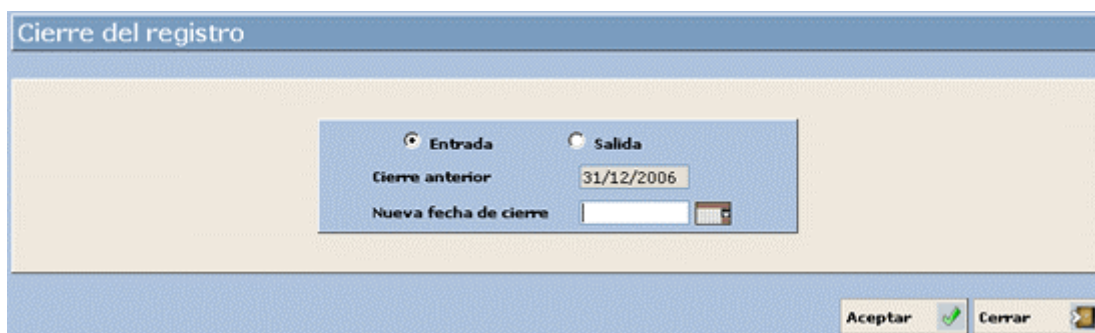 Cierre del registro
Entrada Salida
Cierre anterior 31/12/2006
Nueva fecha de cierre
Aceptar Cerrar